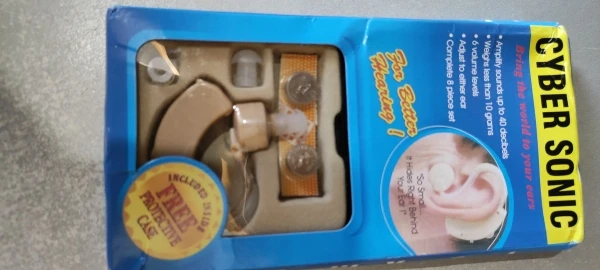 CYBER SONIC
Bring the world to your ears
• Amplify sounds up to 40 decibels
• Weighs less than 10 grams
• 6 volume levels
• Adjust to either ear
• Complete 8 piece set
For Better
Hearing!
"So Small...
it Hides Right Behind
Your Ear!"
INCLUDED INSIDE
FREE
PROTECTIVE
CASE